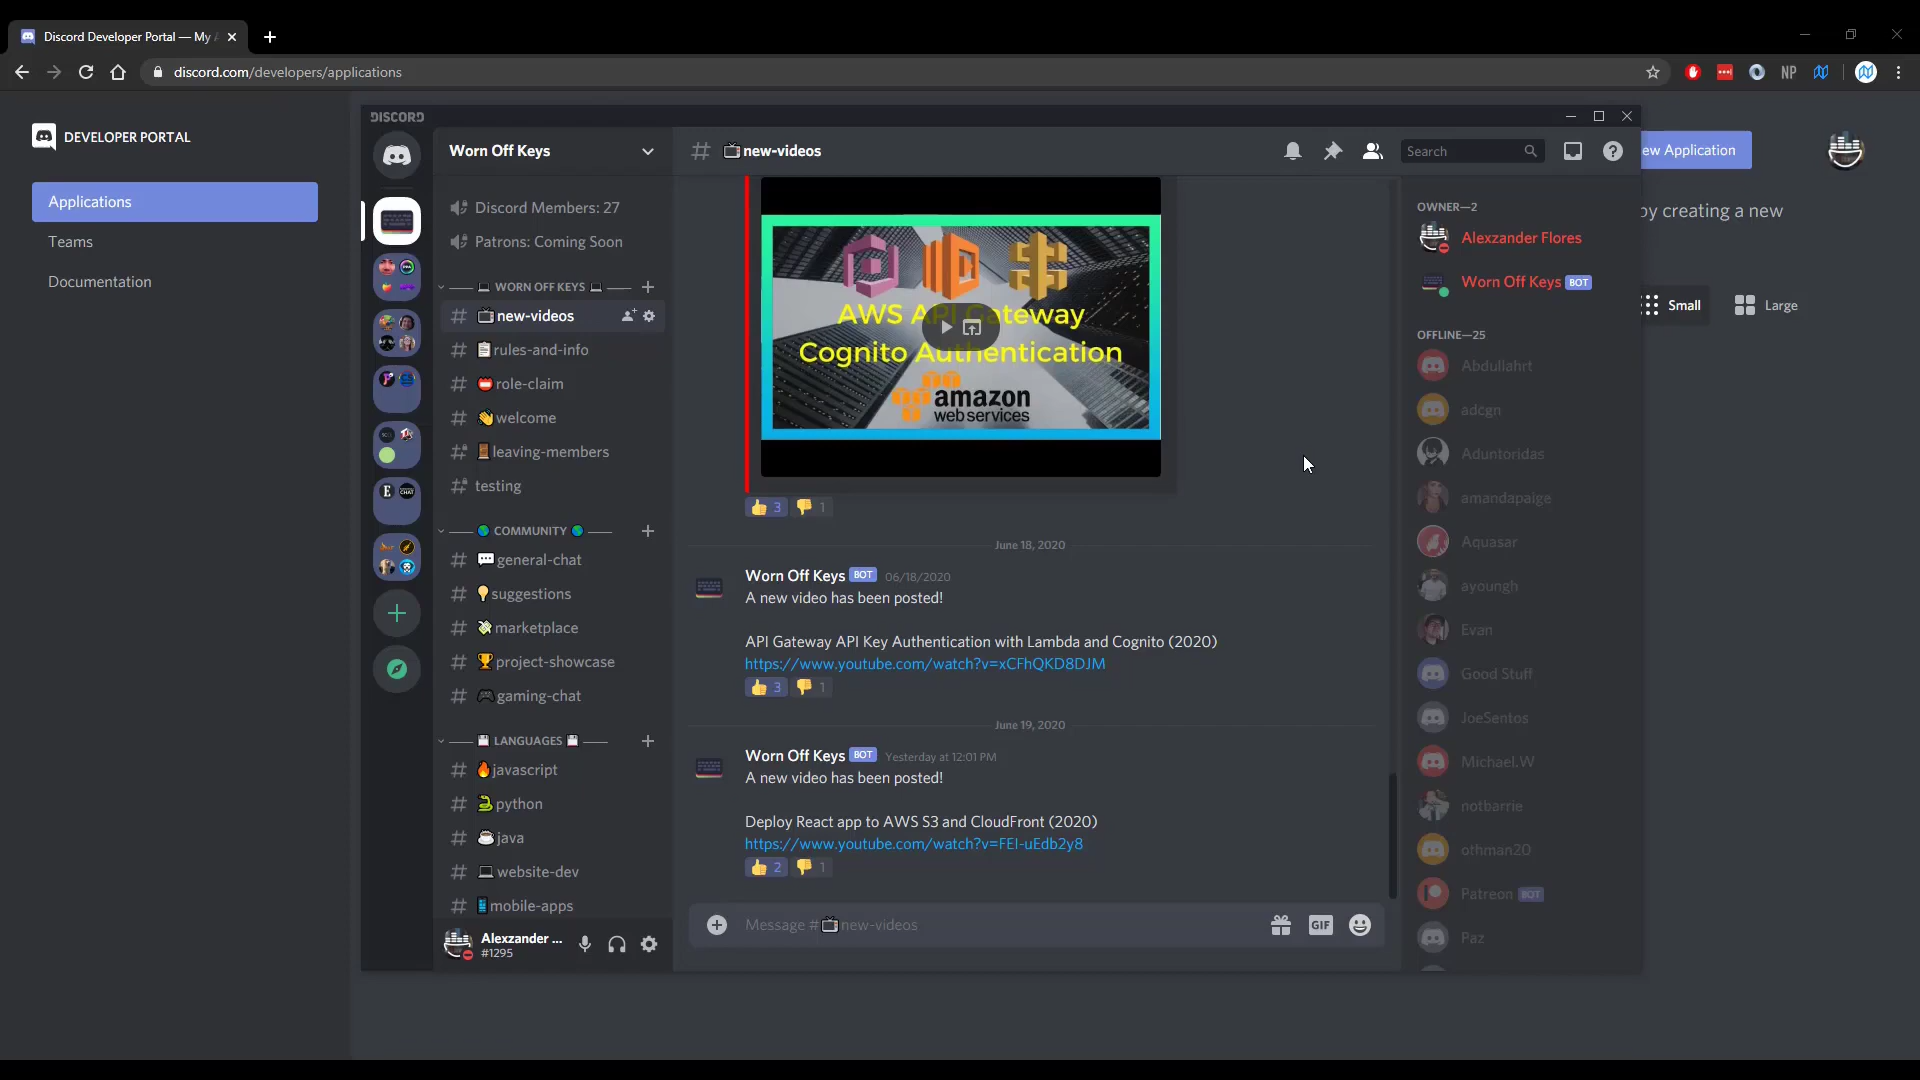 Discord Developer Portal — My A
discord.com/developers/applications
NP
DEVELOPER PORTAL
Applications
Teams
Documentation
ew Application
by creating a new
Small
Large
DISCORD
Worn Off Keys
Discord Members: 27
Patrons: Coming Soon
WORN OFF KEYS
# new-videos
# rules-and-info
# role-claim
# welcome
# leaving-members
# testing
COMMUNITY
# general-chat
# suggestions
# marketplace
# project-showcase
# gaming-chat
LANGUAGES
# javascript
# python
# java
# website-dev
# mobile-apps
Alexzander ...
#1295
# new-videos
Search
AWS API Gateway
Cognito Authentication
amazon
webservices
3 1
June 18, 2020
Worn Off Keys BOT 06/18/2020
A new video has been posted!
API Gateway API Key Authentication with Lambda and Cognito (2020)
https://www.youtube.com/watch?v=xCFhQKD8DJM
3 1
June 19, 2020
Worn Off Keys BOT Yesterday at 12:01 PM
A new video has been posted!
Deploy React app to AWS S3 and CloudFront (2020)
https://www.youtube.com/watch?v=FEI-uEdb2y8
2 1
Message # new-videos
GIF
OWNER—2
Alexzander Flores
Worn Off Keys BOT
OFFLINE—25
Abdullahrt
adcgn
Aduntoridas
amandapaige
Aquasar
ayoungh
Evan
Good Stuff
JoeSentos
Michael.W
notbarrie
othman20
Patreon BOT
Paz